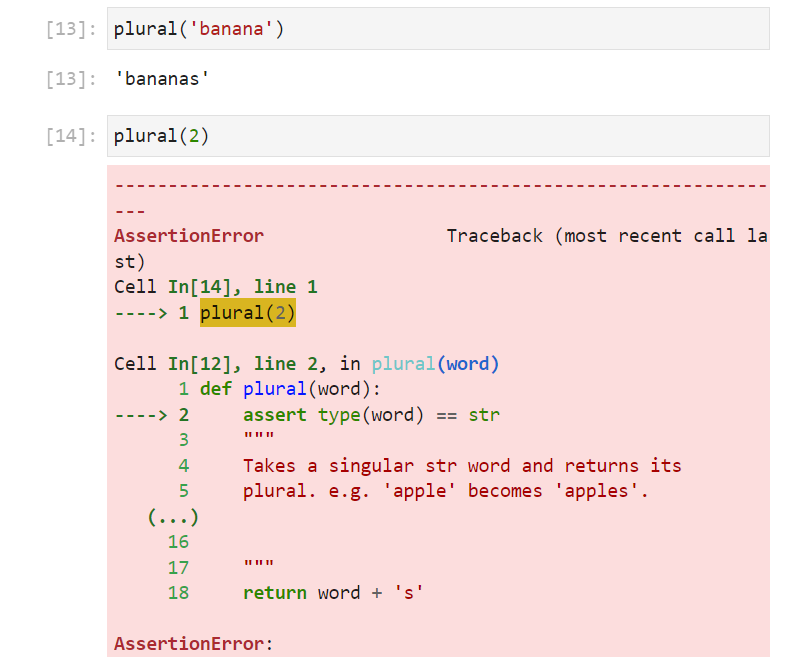 [13]: plural('banana')
[13]: 'bananas'
[14]: plural(2)
-------------------------------------------------------------
---
AssertionError                 Traceback (most recent call la
st)
Cell In[14], line 1
----> 1 plural(2)
Cell In[12], line 2, in plural(word)
      1 def plural(word):
----> 2     assert type(word) == str
      3     """
      4     Takes a singular str word and returns its
      5     plural. e.g. 'apple' becomes 'apples'.
   (...)
     16
     17     """
     18     return word + 's'
AssertionError: